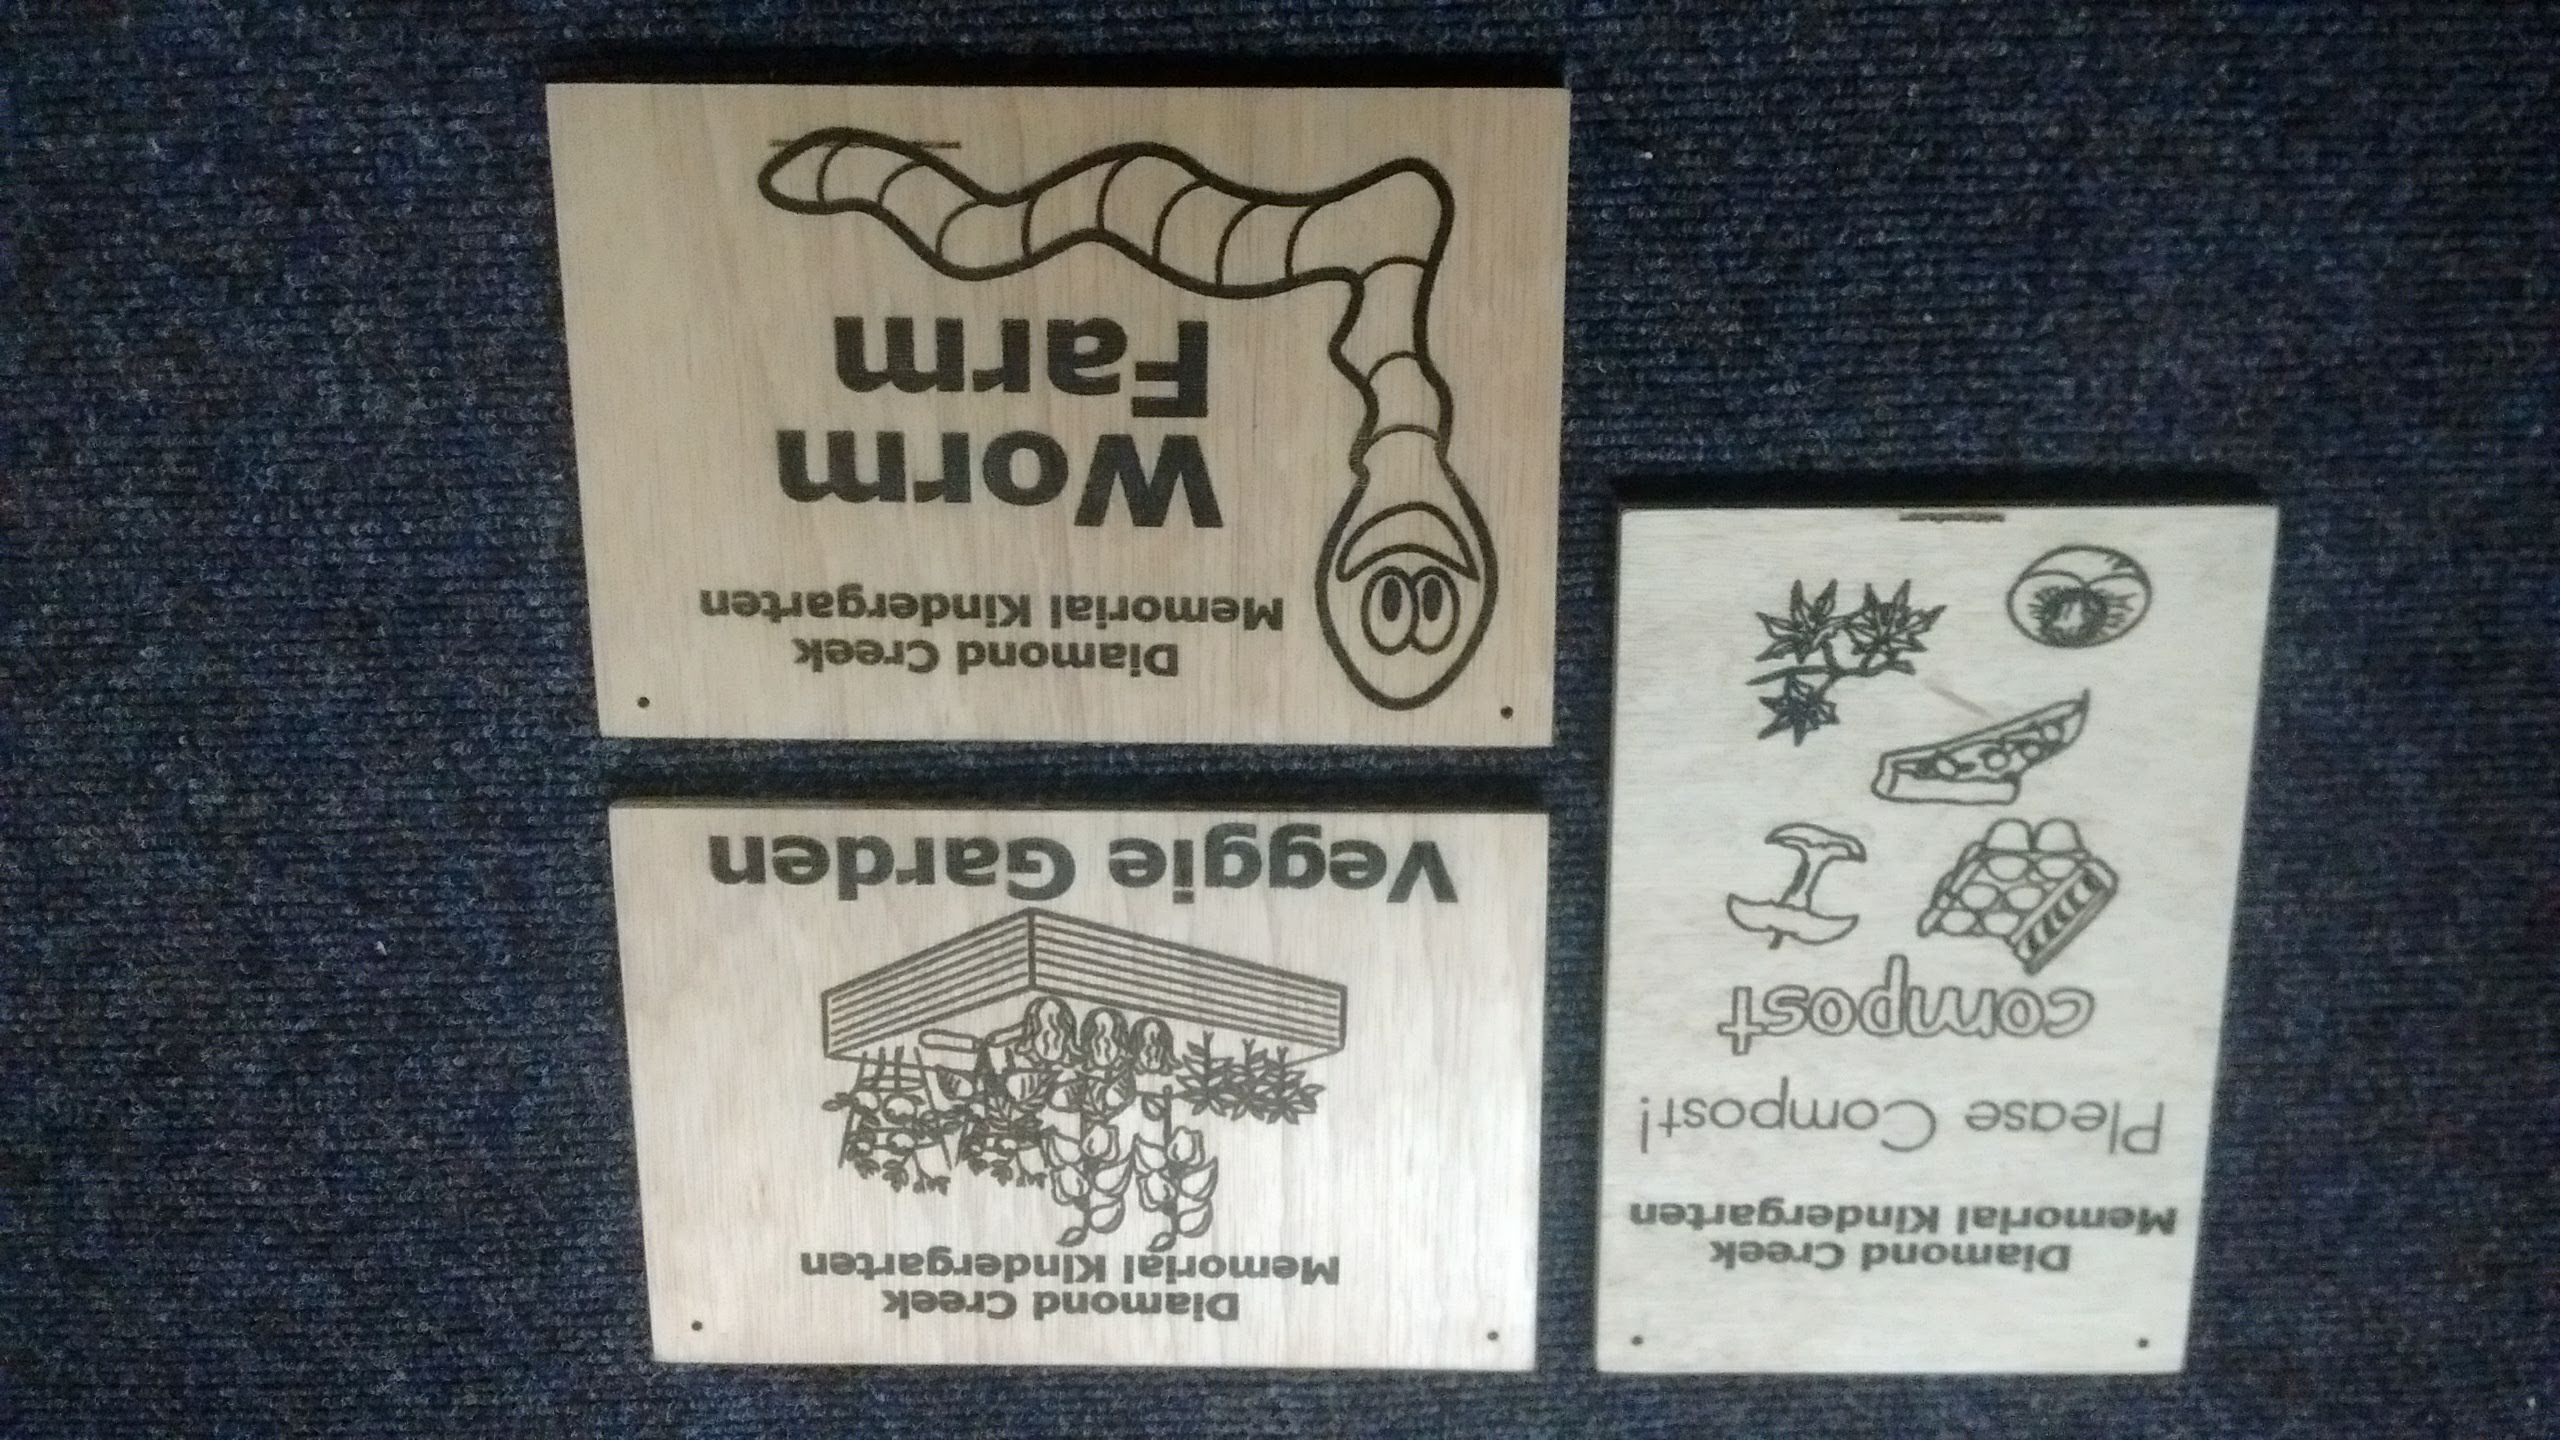 Diamond Creek
Memorial Kindergarten
Please Compost!
compost
Diamond Creek
Memorial Kindergarten
Veggie Garden
Diamond Creek
Memorial Kindergarten
Worm
Farm